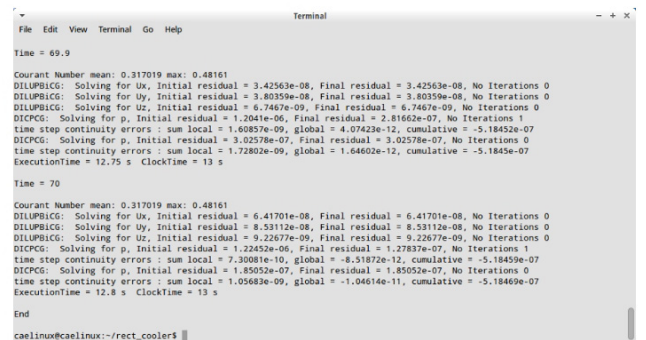 Terminal
File Edit View Terminal Go Help
Time = 69.9
Courant Number mean: 0.317019 max: 0.48161
DILUPBiCG:  Solving for Ux, Initial residual = 3.42563e-08, Final residual = 3.42563e-08, No Iterations 0
DILUPBiCG:  Solving for Uy, Initial residual = 3.80359e-08, Final residual = 3.80359e-08, No Iterations 0
DILUPBiCG:  Solving for Uz, Initial residual = 6.7467e-09, Final residual = 6.7467e-09, No Iterations 0
DICPCG:  Solving for p, Initial residual = 1.2041e-06, Final residual = 2.81662e-07, No Iterations 1
time step continuity errors : sum local = 1.60857e-09, global = 4.07423e-12, cumulative = -5.18452e-07
DICPCG:  Solving for p, Initial residual = 3.02578e-07, Final residual = 3.02578e-07, No Iterations 0
time step continuity errors : sum local = 1.72802e-09, global = 1.64602e-12, cumulative = -5.1845e-07
ExecutionTime = 12.75 s  ClockTime = 13 s
Time = 70
Courant Number mean: 0.317019 max: 0.48161
DILUPBiCG:  Solving for Ux, Initial residual = 6.41701e-08, Final residual = 6.41701e-08, No Iterations 0
DILUPBiCG:  Solving for Uy, Initial residual = 8.53112e-08, Final residual = 8.53112e-08, No Iterations 0
DILUPBiCG:  Solving for Uz, Initial residual = 9.22677e-09, Final residual = 9.22677e-09, No Iterations 0
DICPCG:  Solving for p, Initial residual = 1.22452e-06, Final residual = 1.27837e-07, No Iterations 1
time step continuity errors : sum local = 7.30081e-10, global = -8.51872e-12, cumulative = -5.18459e-07
DICPCG:  Solving for p, Initial residual = 1.85052e-07, Final residual = 1.85052e-07, No Iterations 0
time step continuity errors : sum local = 1.05683e-09, global = -1.04614e-11, cumulative = -5.18469e-07
ExecutionTime = 12.8 s  ClockTime = 13 s
End
caelinux@caelinux:~/rect_cooler$